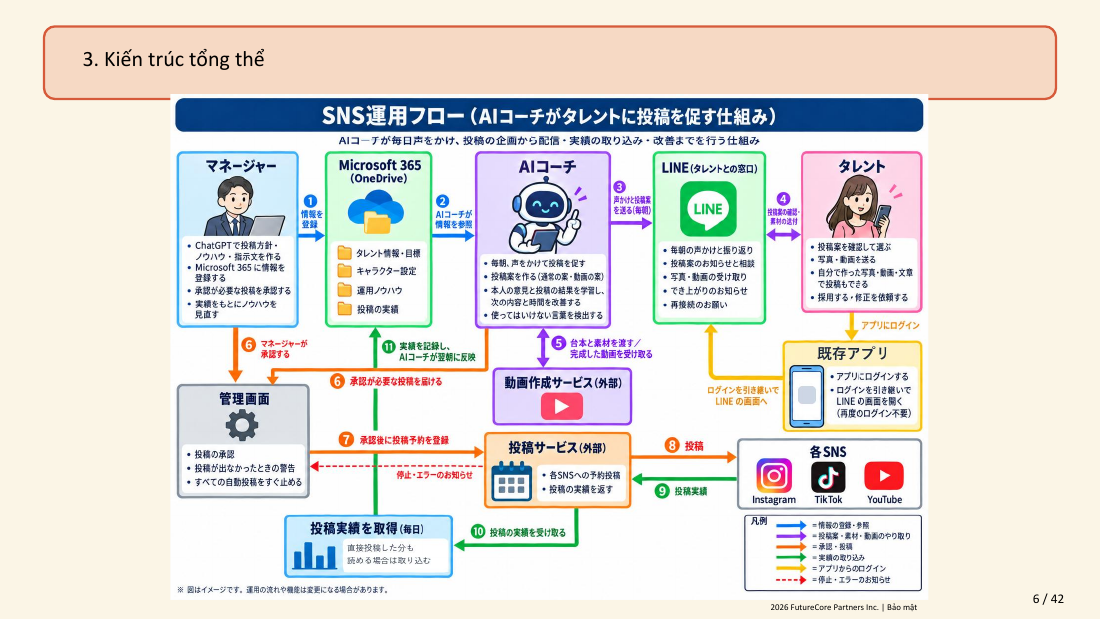 3. Kiến trúc tổng thể
SNS運用フロー(AIコーチがタレントに投稿を促す仕組み)
AIコーチが毎日声をかけ、投稿の企画から配信・実績の取り込み・改善までを行う仕組み
マネージャー
• ChatGPTで投稿方針・
ノウハウ・指示文を作る
• Microsoft 365 に情報を
登録する
• 承認が必要な投稿を承認する
• 実績をもとにノウハウを
見直す
1
情報を
登録
Microsoft 365
(OneDrive)
タレント情報・目標
キャラクター設定
運用ノウハウ
投稿の実績
2
AIコーチが
情報を参照
AIコーチ
• 毎朝、声をかけて投稿を促す
• 投稿案を作る(通常の案・動画の案)
• 本人の意見と投稿の結果を学習し、
次の内容と時間を改善する
• 使ってはいけない言葉を検出する
3
声かけと投稿案
を送る(毎朝)
LINE(タレントとの窓口)
LINE
• 毎朝の声かけと振り返り
• 投稿案のお知らせと相談
• 写真・動画の受け取り
• でき上がりのお知らせ
• 再接続のお願い
4
投稿案の確認・
素材の送付
タレント
• 投稿案を確認して選ぶ
• 写真・動画を送る
• 自分で作った写真・動画・文章
で投稿もできる
• 採用する・修正を依頼する
アプリにログイン
6 マネージャーが
承認する
11 実績を記録し、
AIコーチが翌朝に反映
5 台本と素材を渡す／
完成した動画を受け取る
6 承認が必要な投稿を届ける
動画作成サービス(外部)
ログインを引き継いで
LINE の画面へ
既存アプリ
• アプリにログインする
• ログインを引き継いで
LINE の画面を開く
(再度のログイン不要)
管理画面
• 投稿の承認
• 投稿が出なかったときの警告
• すべての自動投稿をすぐ止める
7 承認後に投稿予約を登録
停止・エラーのお知らせ
投稿サービス(外部)
• 各SNSへの予約投稿
• 投稿の実績を返す
8 投稿
9 投稿実績
各SNS
Instagram
TikTok
YouTube
投稿実績を取得(毎日)
直接投稿した分も
読める場合は取り込む
10 投稿の実績を受け取る
凡例
= 情報の登録・参照
= 投稿案・素材・動画のやり取り
= 承認・投稿
= 実績の取り込み
= アプリからのログイン
= 停止・エラーのお知らせ
※ 図はイメージです。運用の流れや機能は変更になる場合があります。
2026 FutureCore Partners Inc. | Bảo mật
6 / 42